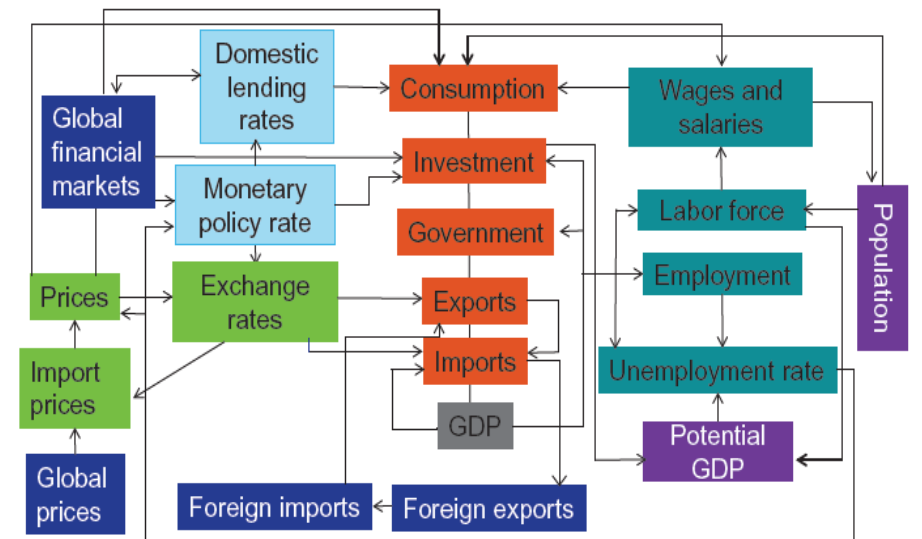 Domestic
lending
rates
Consumption
Wages and
salaries
Global
financial
markets
Investment
Monetary
policy rate
Labor force
Population
Government
Employment
Prices
Exchange
rates
Exports
Imports
Import
prices
Unemployment rate
GDP
Potential
GDP
Global
prices
Foreign imports
Foreign exports